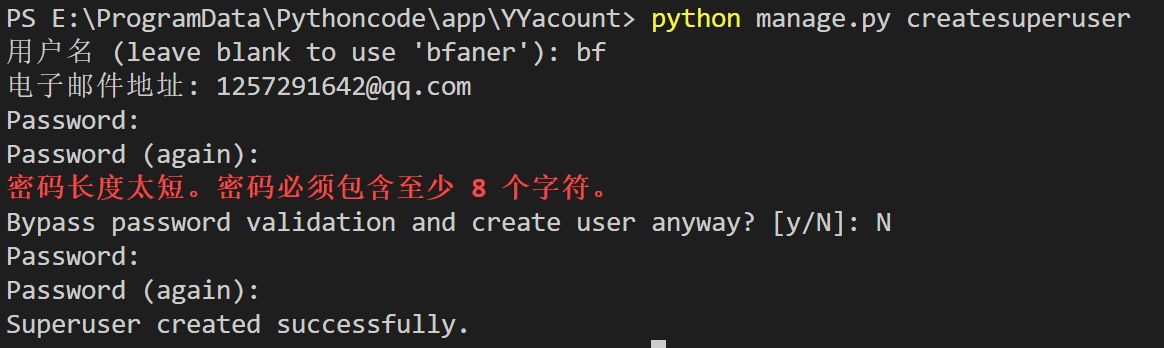 PS E:\ProgramData\Pythoncode\app\YYacount> python manage.py createsuperuser
用户名 (leave blank to use 'bfaner'): bf
电子邮件地址: 1257291642@qq.com
Password:
Password (again):
密码长度太短。密码必须包含至少 8 个字符。
Bypass password validation and create user anyway? [y/N]: N
Password:
Password (again):
Superuser created successfully.